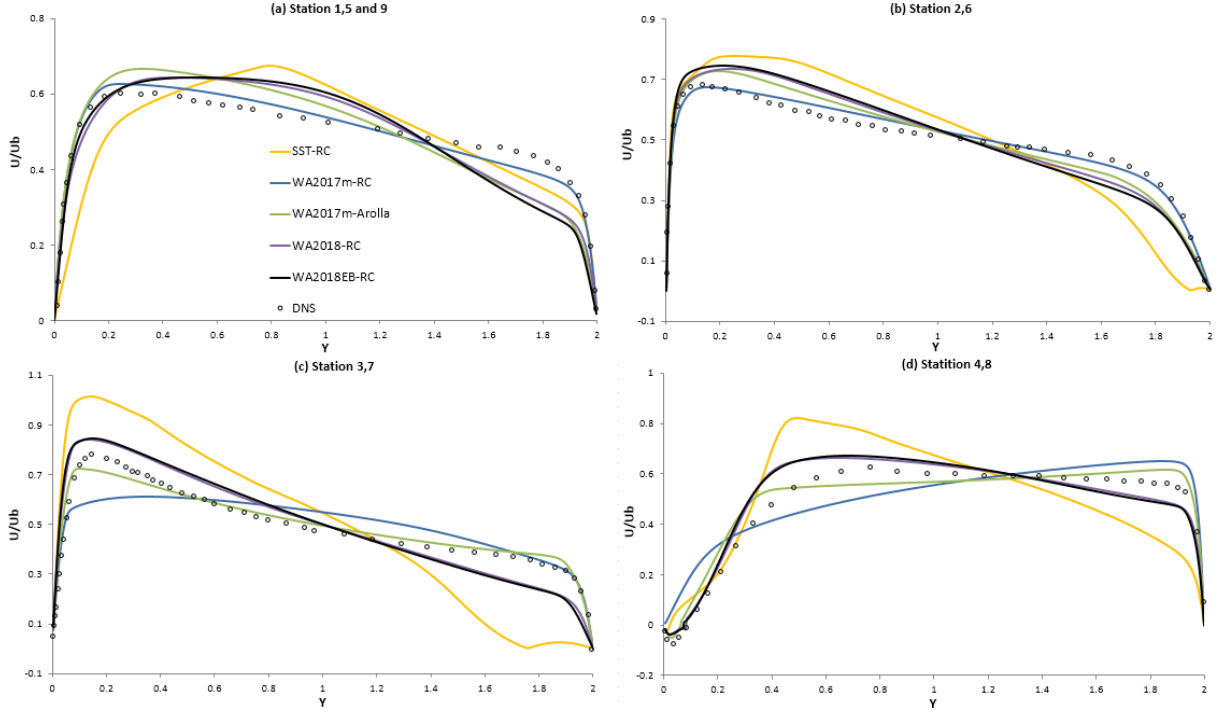 (a) Station 1,5 and 9
0.8
0.6
0.4
0.2
0
U/Ub
0 0.2 0.4 0.6 0.8 1 1.2 1.4 1.6 1.8 2
Y
SST-RC
WA2017m-RC
WA2017m-Arolla
WA2018-RC
WA2018EB-RC
DNS
(b) Station 2,6
0.9
0.7
0.5
0.3
0.1
-0.1
U/Ub
0 0.2 0.4 0.6 0.8 1 1.2 1.4 1.6 1.8 2
Y
(c) Station 3,7
1.1
0.9
0.7
0.5
0.3
0.1
-0.1
U/Ub
0 0.2 0.4 0.6 0.8 1 1.2 1.4 1.6 1.8 2
Y
(d) Statition 4,8
1
0.8
0.6
0.4
0.2
0
-0.2
U/Ub
0 0.2 0.4 0.6 0.8 1 1.2 1.4 1.6 1.8 2
Y